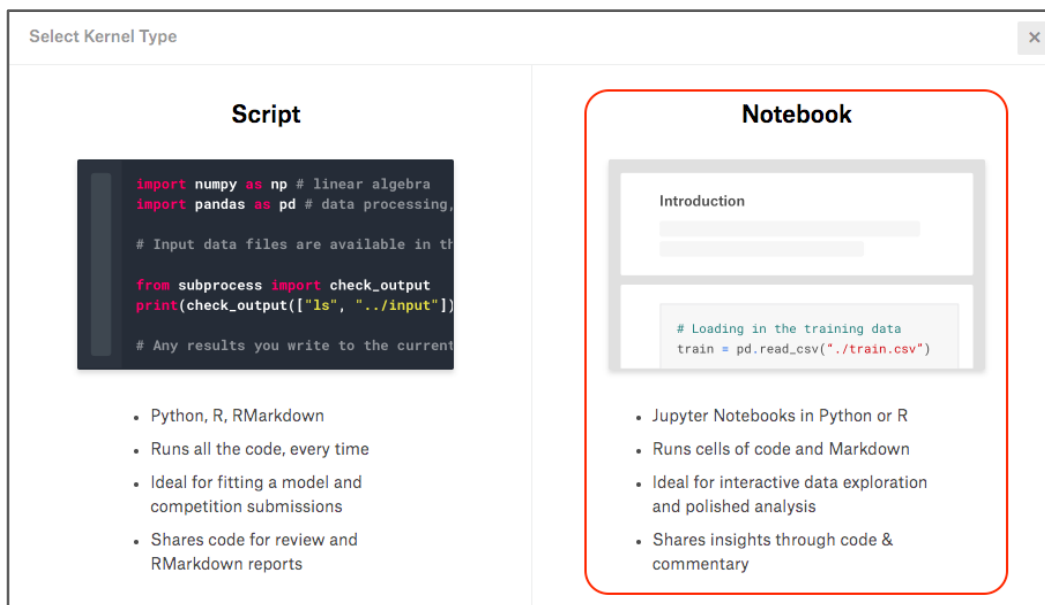 Select Kernel Type
×
Script
import numpy as np # linear algebra
import pandas as pd # data processing,
# Input data files are available in th
from subprocess import check_output
print(check_output(["ls", "../input"])
# Any results you write to the current
• Python, R, RMarkdown
• Runs all the code, every time
• Ideal for fitting a model and
competition submissions
• Shares code for review and
RMarkdown reports
Notebook
Introduction
# Loading in the training data
train = pd.read_csv("./train.csv")
• Jupyter Notebooks in Python or R
• Runs cells of code and Markdown
• Ideal for interactive data exploration
and polished analysis
• Shares insights through code &
commentary